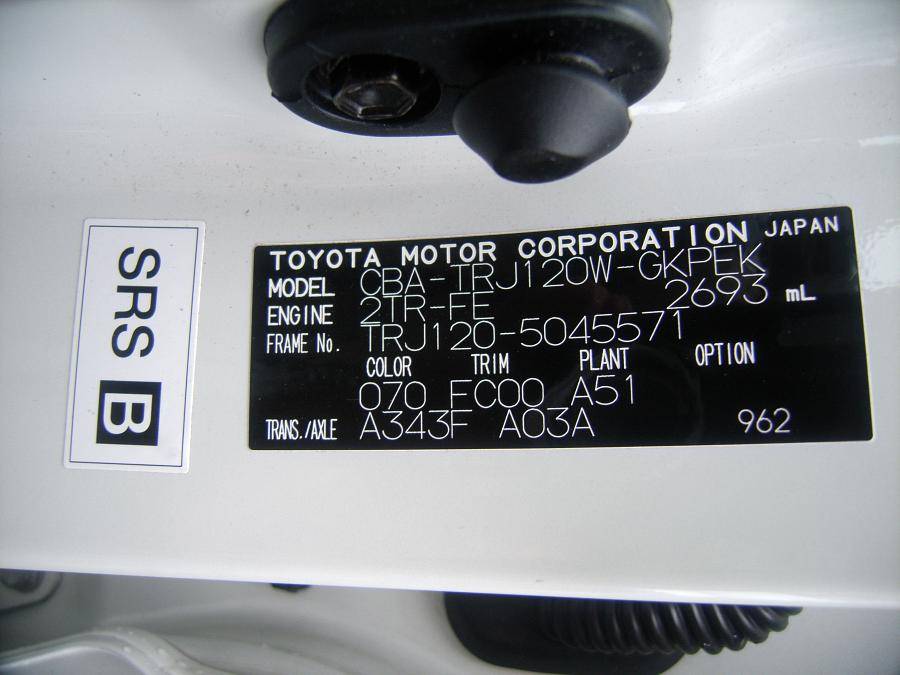 SRS B
TOYOTA MOTOR CORPORATION JAPAN
MODEL CBA-TRJ120W-GKPEK
ENGINE 2TR-FE 2693 mL
FRAME No. TRJ120-5045571
COLOR TRIM PLANT OPTION
070 FC00 A51
TRANS./AXLE A343F A03A 962